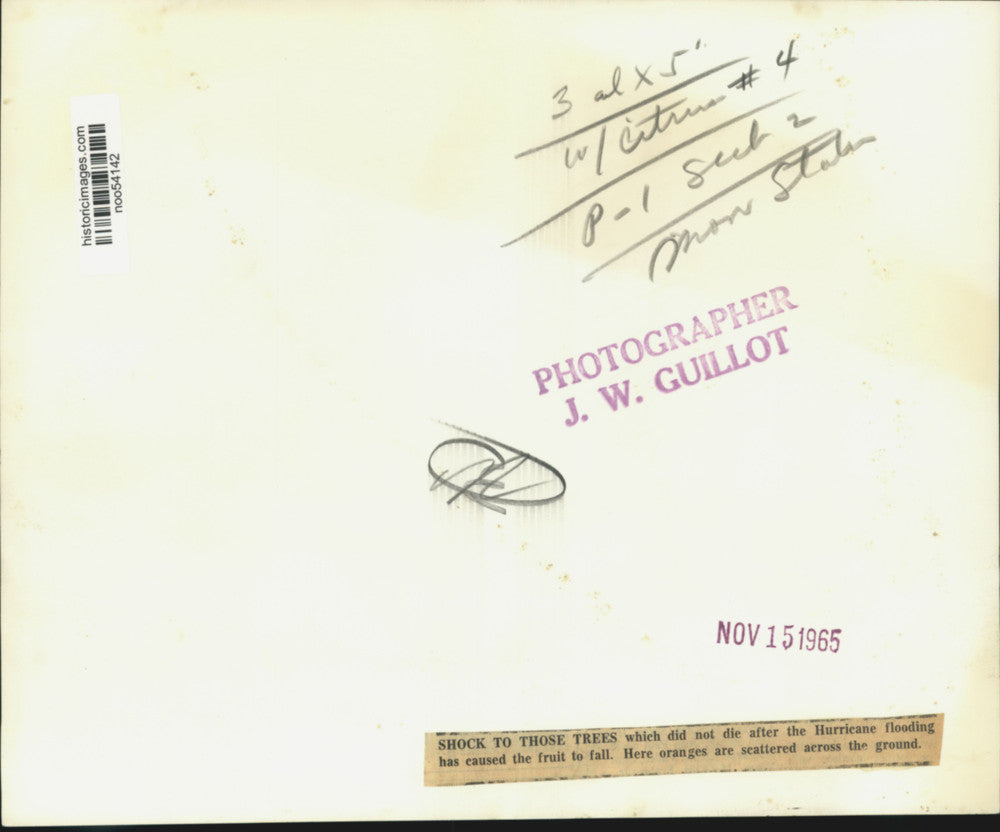 3 al x 5"
w/ citrus # 4
P-1 Sect 2
Mon States
PHOTOGRAPHER
J. W. GUILLOT
historicimages.com
noo54142
NOV 15 1965
SHOCK TO THOSE TREES which did not die after the Hurricane flooding
has caused the fruit to fall. Here oranges are scattered across the ground.